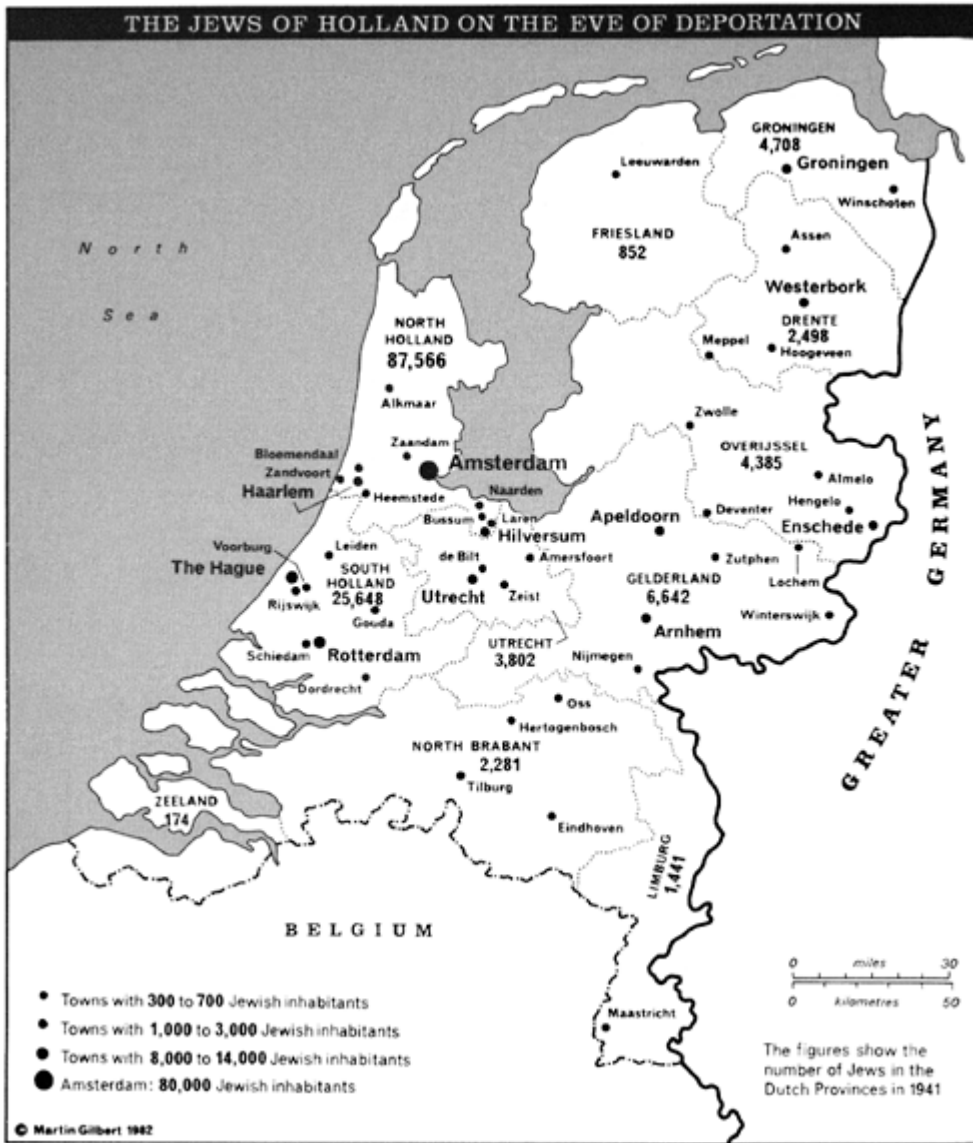 THE JEWS OF HOLLAND ON THE EVE OF DEPORTATION
North
Sea
GRONINGEN
4,708
Groningen
Leeuwarden
Winschoten
FRIESLAND
852
Assen
Westerbork
DRENTE
2,498
Hoogeveen
Meppel
NORTH
HOLLAND
87,566
Alkmaar
Zaandam
Amsterdam
Bloemendaal
Zandvoort
Haarlem
Heemstede
Naarden
Bussum
Laren
Hilversum
Zwolle
OVERIJSSEL
4,385
Almelo
Hengelo
Enschede
Deventer
Apeldoorn
Voorburg
Leiden
The Hague
SOUTH
HOLLAND
25,648
Rijswijk
Gouda
de Bilt
Amersfoort
Utrecht
Zeist
Zutphen
Lochem
GELDERLAND
6,642
Winterswijk
Arnhem
UTRECHT
3,802
Nijmegen
Schiedam
Rotterdam
Dordrecht
Oss
Hertogenbosch
NORTH BRABANT
2,281
Tilburg
Eindhoven
ZEELAND
174
LIMBURG
1,441
GREATER GERMANY
BELGIUM
Maastricht
0 miles 30
0 kilometres 50
Towns with 300 to 700 Jewish inhabitants
Towns with 1,000 to 3,000 Jewish inhabitants
Towns with 8,000 to 14,000 Jewish inhabitants
Amsterdam: 80,000 Jewish inhabitants
The figures show the
number of Jews in the
Dutch Provinces in 1941
© Martin Gilbert 1982